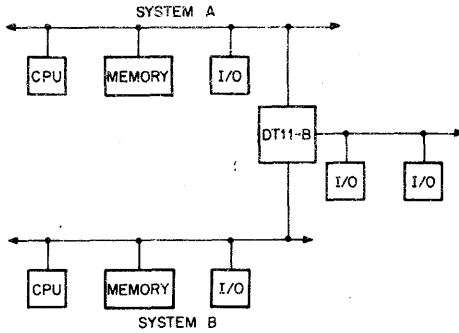 SYSTEM A
CPU
MEMORY
I/O
DT11-B
I/O
I/O
CPU
MEMORY
I/O
SYSTEM B